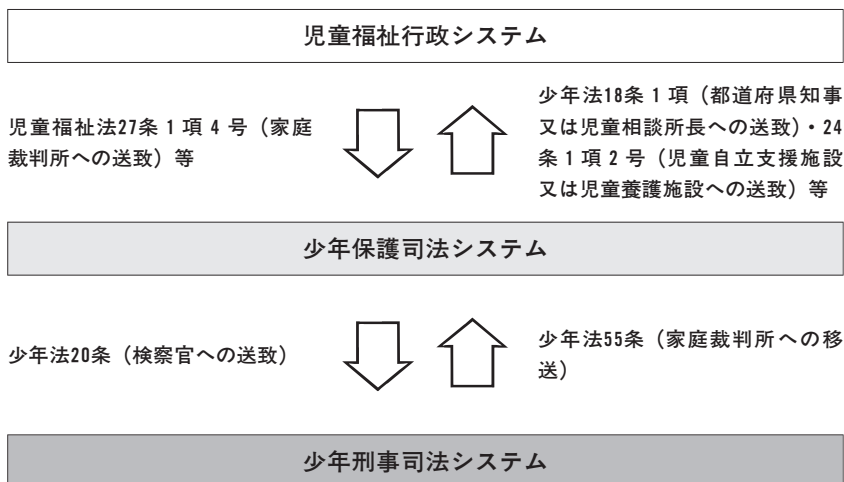 児童福祉行政システム
児童福祉法27条1項4号（家庭
裁判所への送致）等
少年法18条1項（都道府県知事
又は児童相談所長への送致）・24
条1項2号（児童自立支援施設
又は児童養護施設への送致）等
少年保護司法システム
少年法20条（検察官への送致）
少年法55条（家庭裁判所への移
送）
少年刑事司法システム